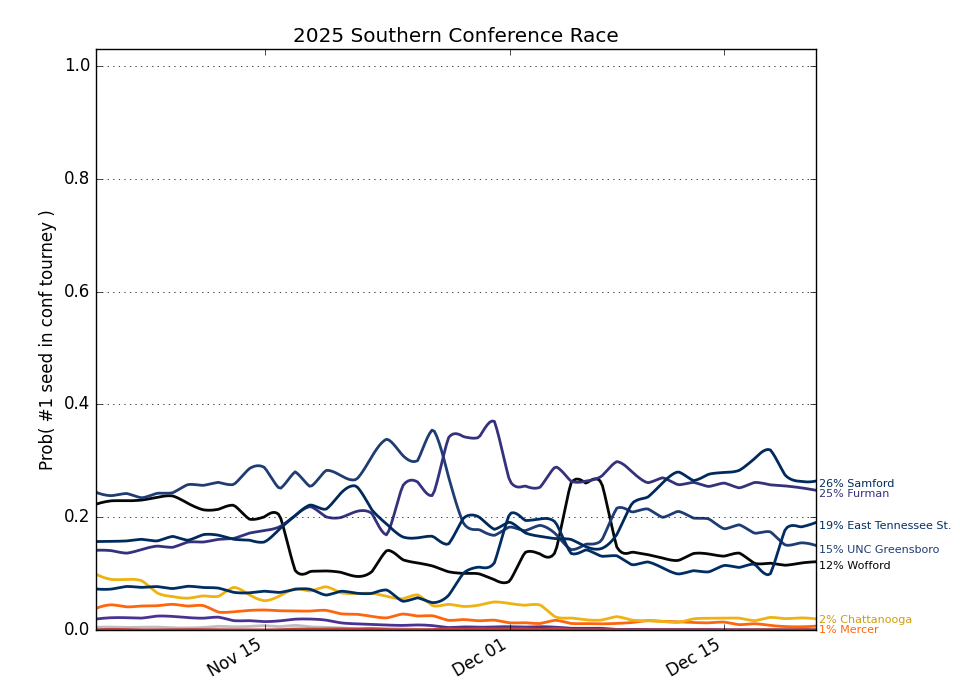 2025 Southern Conference Race
Prob( #1 seed in conf tourney )
1.0
0.8
0.6
0.4
0.2
0.0
Nov 15
Dec 01
Dec 15
26% Samford
25% Furman
19% East Tennessee St.
15% UNC Greensboro
12% Wofford
2% Chattanooga
1% Mercer